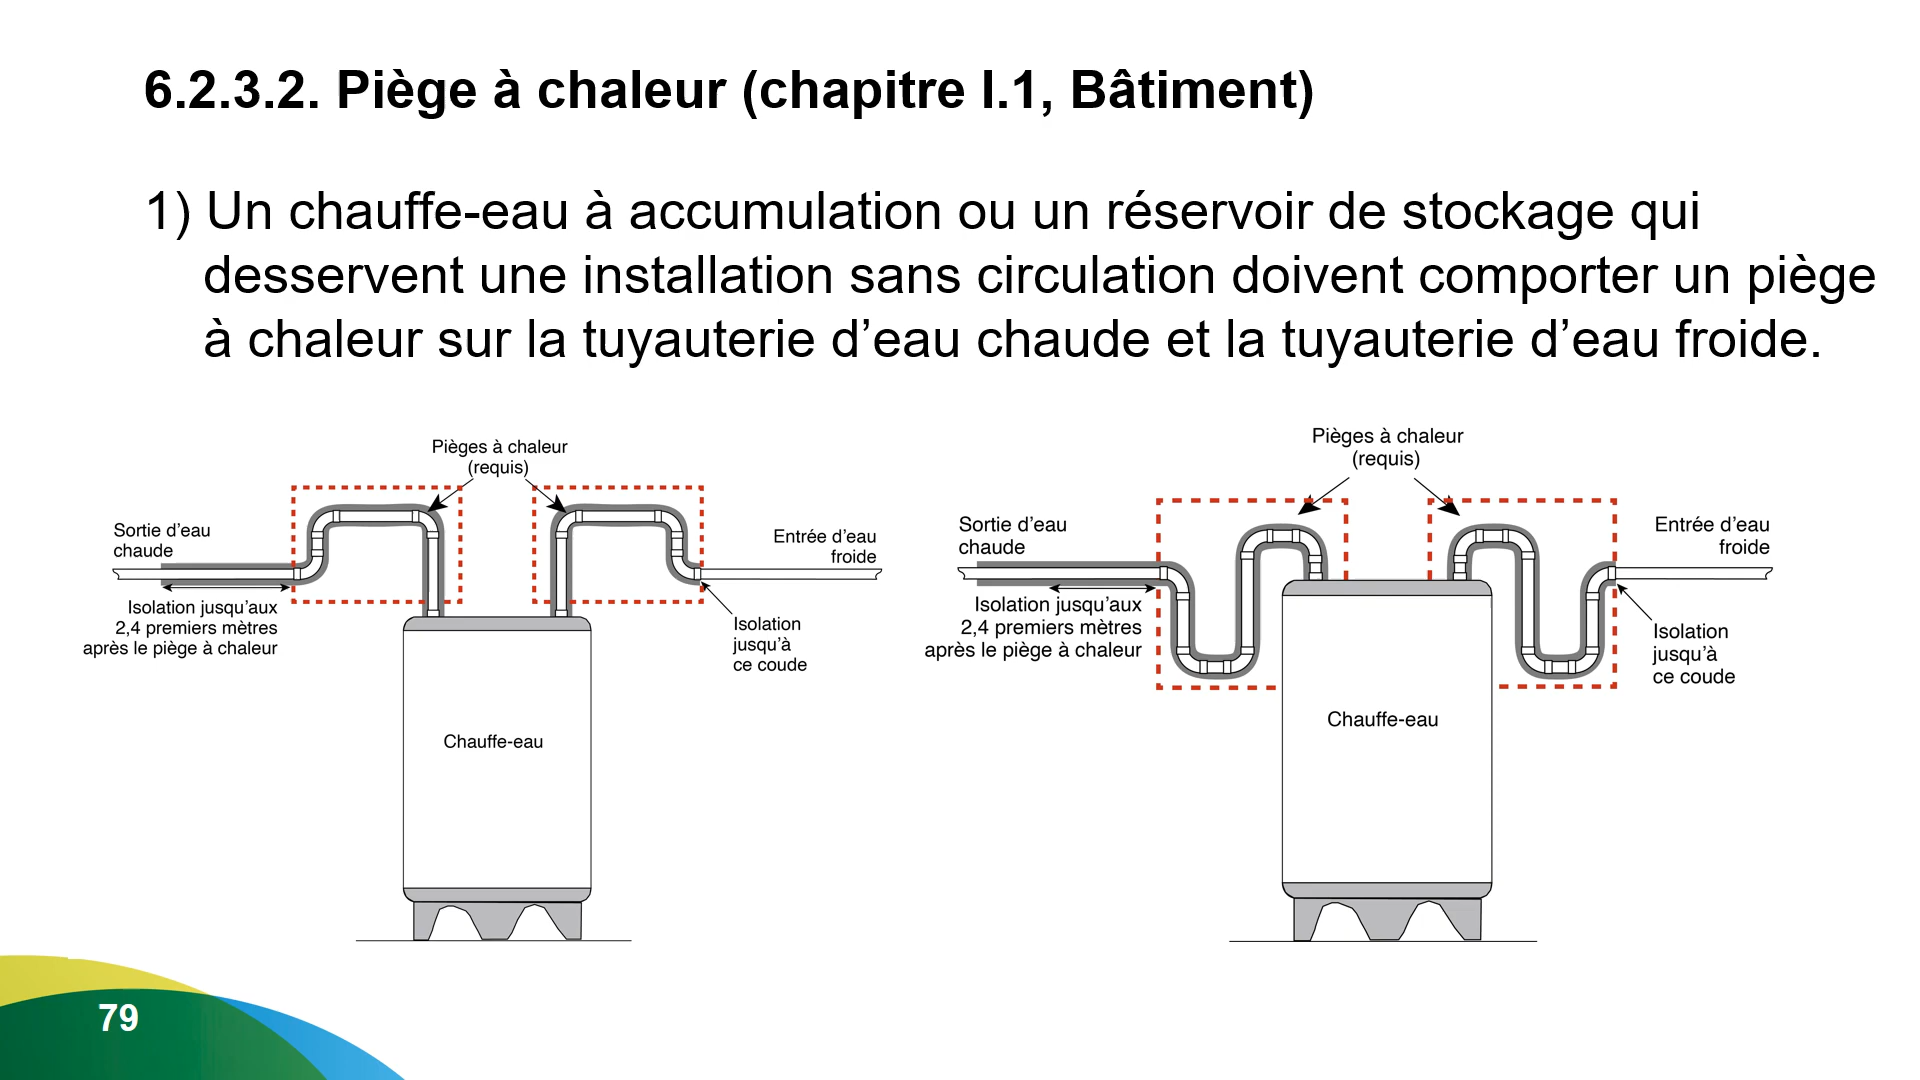 6.2.3.2. Piège à chaleur (chapitre I.1, Bâtiment)
1) Un chauffe-eau à accumulation ou un réservoir de stockage qui
desservent une installation sans circulation doivent comporter un piège
à chaleur sur la tuyauterie d’eau chaude et la tuyauterie d’eau froide.
Pièges à chaleur
(requis)
Sortie d’eau
chaude
Entrée d’eau
froide
Isolation jusqu’aux
2,4 premiers mètres
après le piège à chaleur
Isolation
jusqu’à
ce coude
Chauffe-eau
Pièges à chaleur
(requis)
Sortie d’eau
chaude
Entrée d’eau
froide
Isolation jusqu’aux
2,4 premiers mètres
après le piège à chaleur
Isolation
jusqu’à
ce coude
Chauffe-eau
79